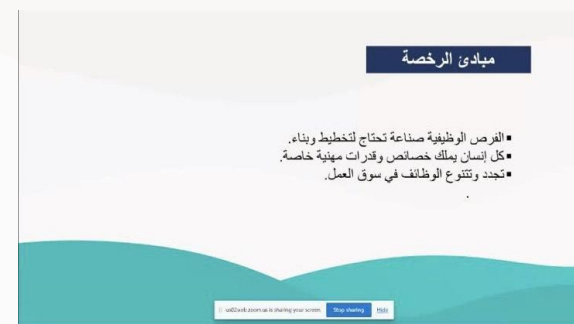 مبادئ الرخصة
▪ الفرص الوظيفية صناعة تحتاج لتخطيط وبناء.
▪ كل إنسان يملك خصائص وقدرات مهنية خاصة.
▪ تجدد وتتنوع الوظائف في سوق العمل.
.
zoom.us is sharing your screen. Stop sharing Hide